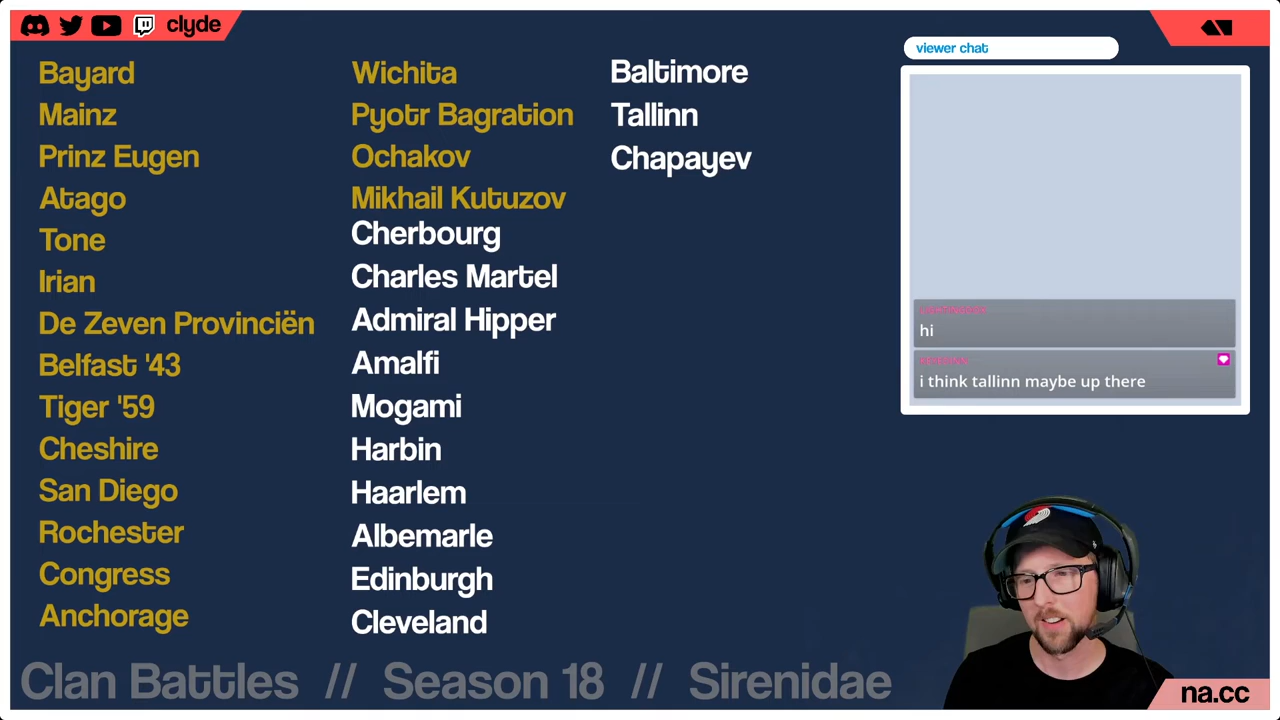 clyde
Bayard
Mainz
Prinz Eugen
Atago
Tone
Irian
De Zeven Provinciën
Belfast '43
Tiger '59
Cheshire
San Diego
Rochester
Congress
Anchorage
Wichita
Pyotr Bagration
Ochakov
Mikhail Kutuzov
Cherbourg
Charles Martel
Admiral Hipper
Amalfi
Mogami
Harbin
Haarlem
Albemarle
Edinburgh
Cleveland
Baltimore
Tallinn
Chapayev
viewer chat
hi
i think tallinn maybe up there
Clan Battles // Season 18 // Sirenidae
na.cc